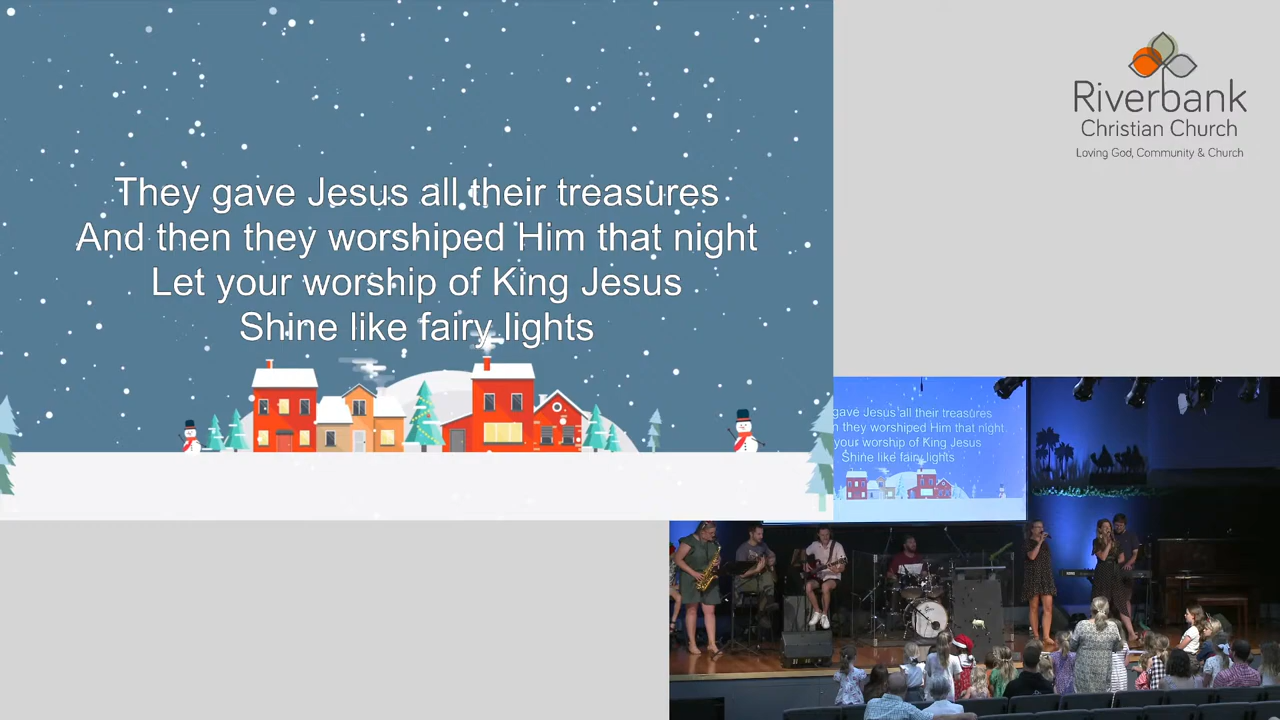 They gave Jesus all their treasures
And then they worshiped Him that night
Let your worship of King Jesus
Shine like fairy lights
Riverbank
Christian Church
Loving God, Community & Church
gave Jesus all their treasures
they worshiped Him that night
your worship of King Jesus
Shine like fairy lights